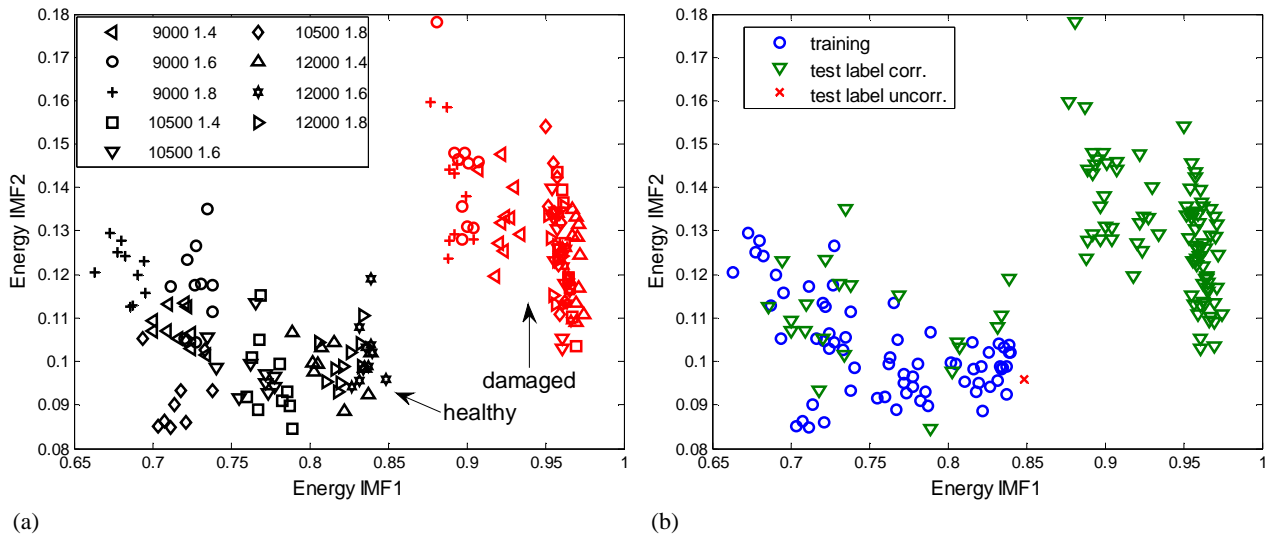 0.18
0.17
0.16
0.15
0.14
0.13
0.12
0.11
0.1
0.09
0.08
Energy IMF2
9000 1.4
9000 1.6
9000 1.8
10500 1.4
10500 1.6
10500 1.8
12000 1.4
12000 1.6
12000 1.8
damaged
healthy
0.65 0.7 0.75 0.8 0.85 0.9 0.95 1
Energy IMF1
(a)
0.18
0.17
0.16
0.15
0.14
0.13
0.12
0.11
0.1
0.09
0.08
Energy IMF2
training
test label corr.
test label uncorr.
0.65 0.7 0.75 0.8 0.85 0.9 0.95 1
Energy IMF1
(b)